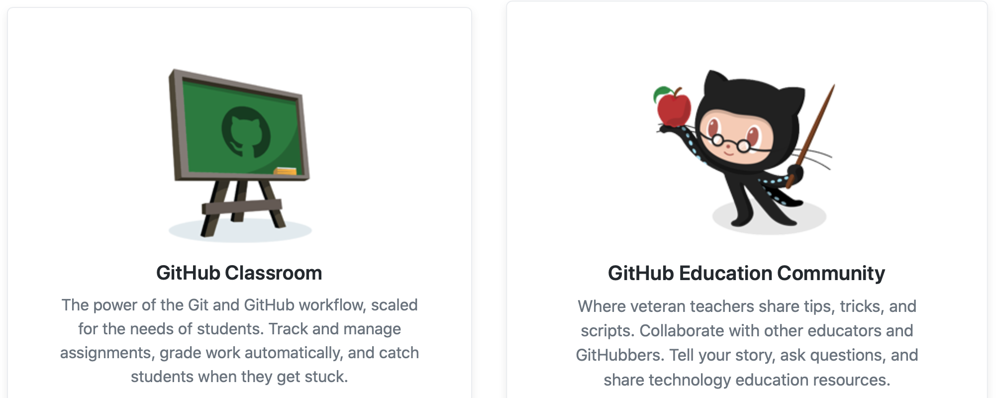 GitHub Classroom
The power of the Git and GitHub workflow, scaled
for the needs of students. Track and manage
assignments, grade work automatically, and catch
students when they get stuck.
GitHub Education Community
Where veteran teachers share tips, tricks, and
scripts. Collaborate with other educators and
GitHubbers. Tell your story, ask questions, and
share technology education resources.